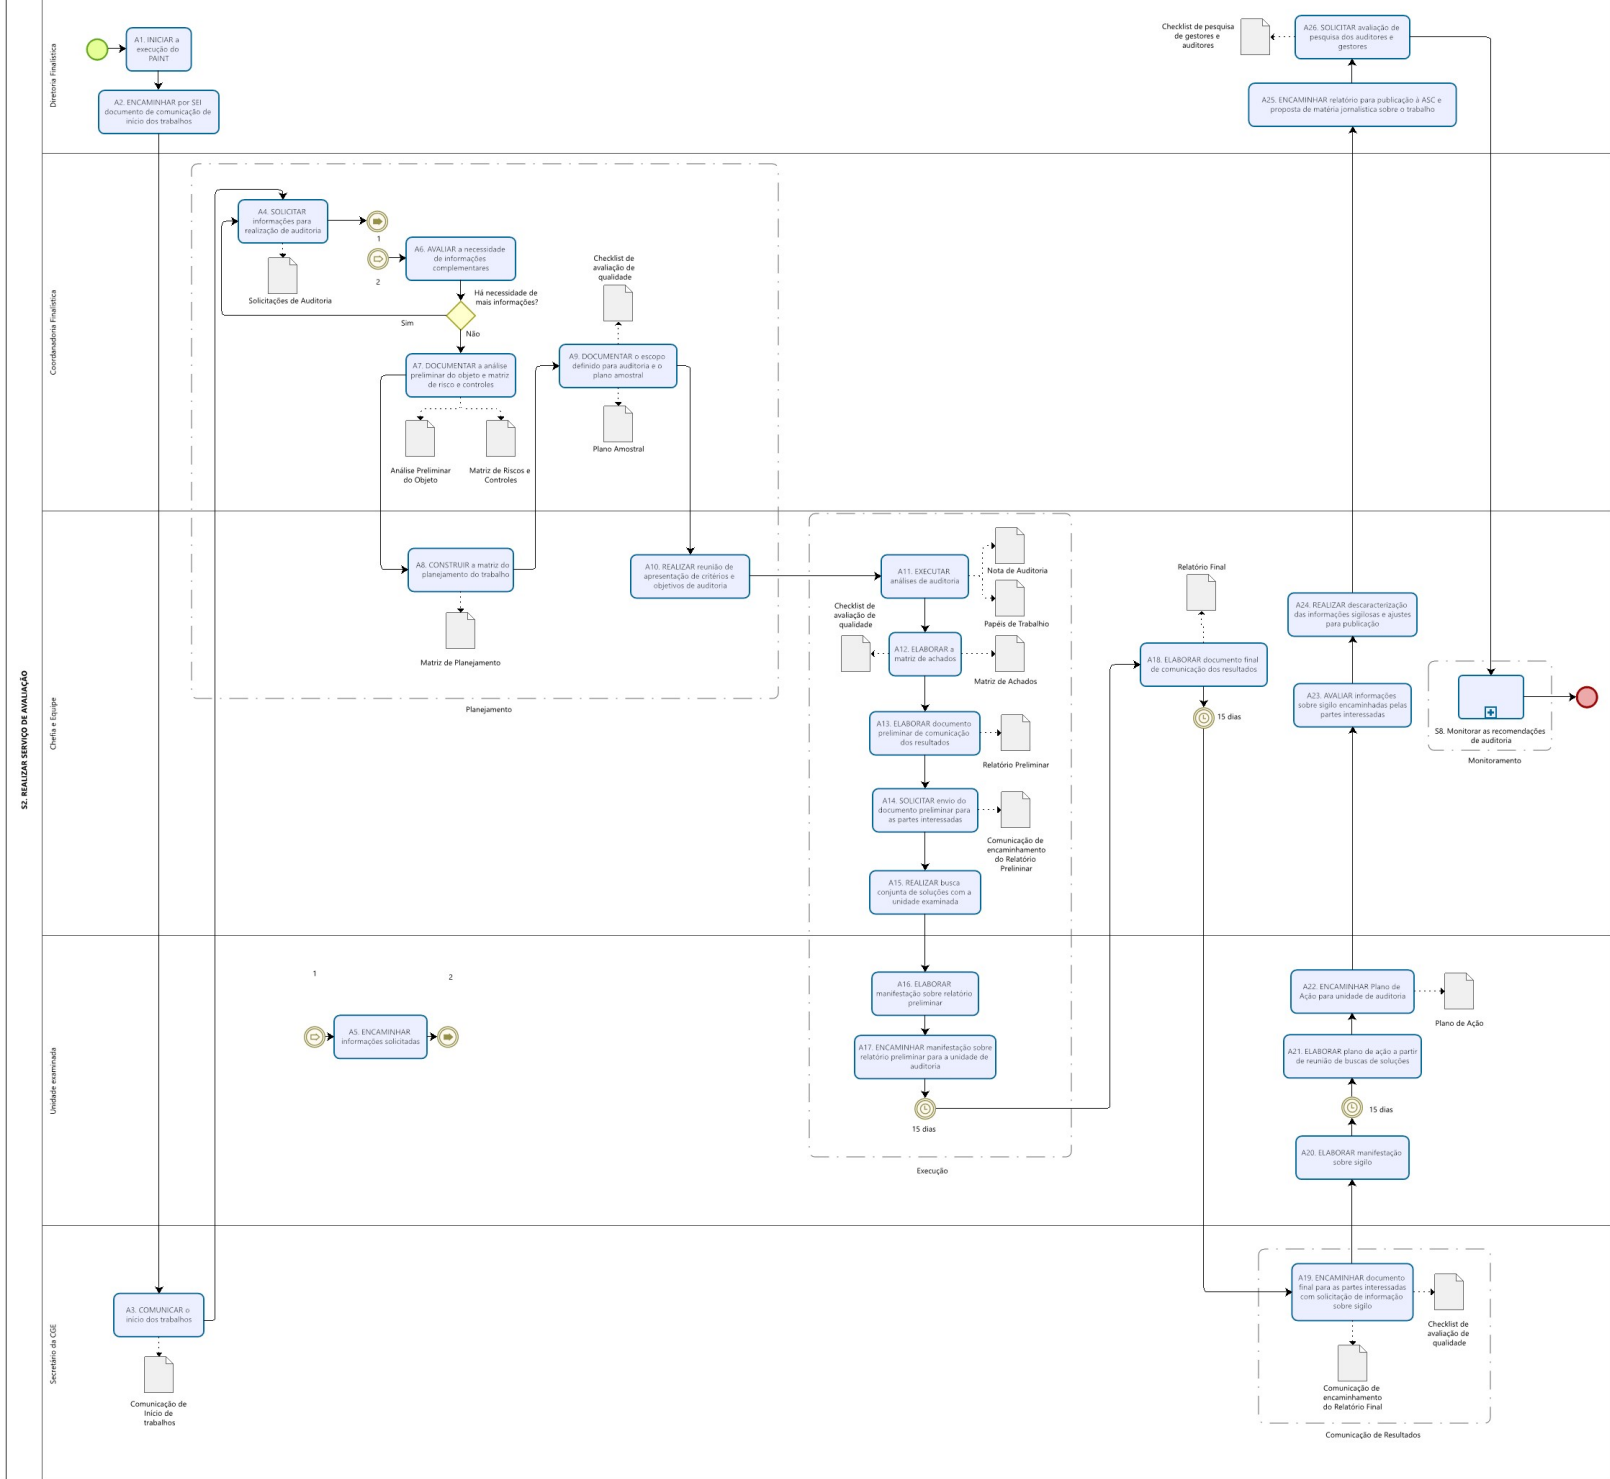 S2. REALIZAR SERVIÇO DE AVALIAÇÃO
Diretoria Finalística
A1. INICIAR a
execução do
PAINT
A2. ENCAMINHAR por SEI
documento de comunicação de
início dos trabalhos
Checklist de pesquisa
de gestores e
auditores
A26. SOLICITAR avaliação de
pesquisa dos auditores e
gestores
A25. ENCAMINHAR relatório para publicação à ASC e
proposta de matéria jornalística sobre o trabalho
Coordanadoria Finalística
A4. SOLICITAR
informações para
realização de auditoria
Solicitações de Auditoria
1
2
A6. AVALIAR a necessidade
de informações
complementares
Há necessidade de
mais informações?
Sim
Não
A7. DOCUMENTAR a análise
preliminar do objeto e matriz
de risco e controles
Análise Preliminar
do Objeto
Matriz de Riscos e
Controles
Checklist de
avaliação de
qualidade
A9. DOCUMENTAR o escopo
definido para auditoria e o
plano amostral
Plano Amostral
Chefia e Equipe
A8. CONSTRUIR a matriz do
planejamento do trabalho
Matriz de Planejamento
A10. REALIZAR reunião de
apresentação de critérios e
objetivos de auditoria
Planejamento
A11. EXECUTAR
análises de auditoria
Nota de Auditoria
Papéis de Trabalhio
Checklist de
avaliação de
qualidade
A12. ELABORAR a
matriz de achados
Matriz de Achados
A13. ELABORAR documento
preliminar de comunicação
dos resultados
Relatório Preliminar
A14. SOLICITAR envio do
documento preliminar para
as partes interessadas
Comunicação de
encaminhamento
do Relatório
Prelininar
A15. REALIZAR busca
conjunta de soluções com a
unidade examinada
Relatório Final
A18. ELABORAR documento final
de comunicação dos resultados
15 dias
A24. REALIZAR descaracterização
das informações sigilosas e ajustes
para publicação
A23. AVALIAR informações
sobre sigilo encaminhadas pelas
partes interessadas
S8. Monitorar as recomendações
de auditoria
Monitoramento
Unidade examinada
1
2
A5. ENCAMINHAR
informações solicitadas
A16. ELABORAR
manifestação sobre relatório
preliminar
A17. ENCAMINHAR manifestação sobre
relatório preliminar para a unidade de
auditoria
15 dias
Execução
A22. ENCAMINHAR Plano de
Ação para unidade de auditoria
Plano de Ação
A21. ELABORAR plano de ação a partir
de reunião de buscas de soluções
15 dias
A20. ELABORAR manifestação
sobre sigilo
Secretário da CGE
A3. COMUNICAR o
início dos trabalhos
Comunicação de
Início de
trabalhos
A19. ENCAMINHAR documento
final para as partes interessadas
com solicitação de informação
sobre sigilo
Checklist de
avaliação de
qualidade
Comunicação de
encaminhamento
do Relatório Final
Comunicação de Resultados